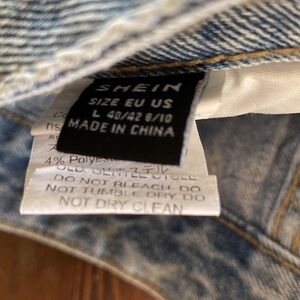 SHEIN
SIZE EU US
L 40/42 8/10
MADE IN CHINA
4% Polyes
DO NOT BLEACH. DO
NOT TUMBLE DRY. DO
NOT DRY CLEAN